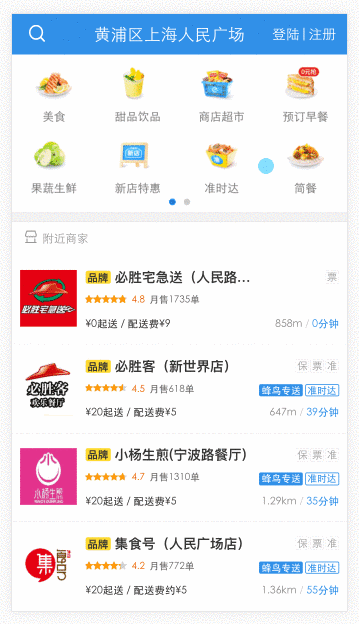 黄浦区上海人民广场 登陆|注册
0元抢
美食 甜品饮品 商店超市 预订早餐
果蔬生鲜 新店特惠 准时达 简餐
附近商家
品牌 必胜宅急送（人民路... 票
必胜宅急送
4.8 月售1735单
¥0起送 / 配送费¥9 858m / 0分钟
品牌 必胜客（新世界店） 保 票 准
必胜客
欢乐餐厅
4.5 月售618单 蜂鸟专送 准时达
¥20起送 / 配送费¥5 647m / 39分钟
品牌 小杨生煎(宁波路餐厅） 保 票 准
小杨生煎
4.7 月售1310单 蜂鸟专送 准时达
¥20起送 / 配送费¥5 1.29km / 35分钟
品牌 集食号（人民广场店） 保 票 准
集
4.2 月售772单 蜂鸟专送 准时达
¥20起送 / 配送费约¥5 1.36km / 55分钟